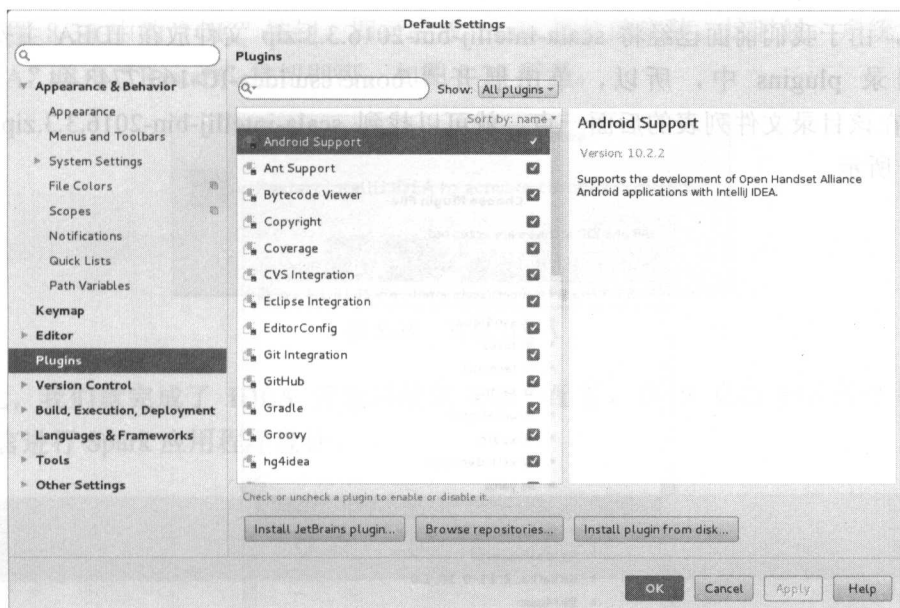 Default Settings
Appearance & Behavior
Appearance
Menus and Toolbars
System Settings
File Colors
Scopes
Notifications
Quick Lists
Path Variables
Keymap
Editor
Plugins
Version Control
Build, Execution, Deployment
Languages & Frameworks
Tools
Other Settings
Plugins
Show: All plugins
Sort by: name
Android Support
Ant Support
Bytecode Viewer
Copyright
Coverage
CVS Integration
Eclipse Integration
EditorConfig
Git Integration
GitHub
Gradle
Groovy
hg4idea
Check or uncheck a plugin to enable or disable it.
Install JetBrains plugin...
Browse repositories...
Install plugin from disk...
Android Support
Version: 10.2.2
Supports the development of Open Handset Alliance
Android applications with Intellij IDEA.
OK
Cancel
Apply
Help